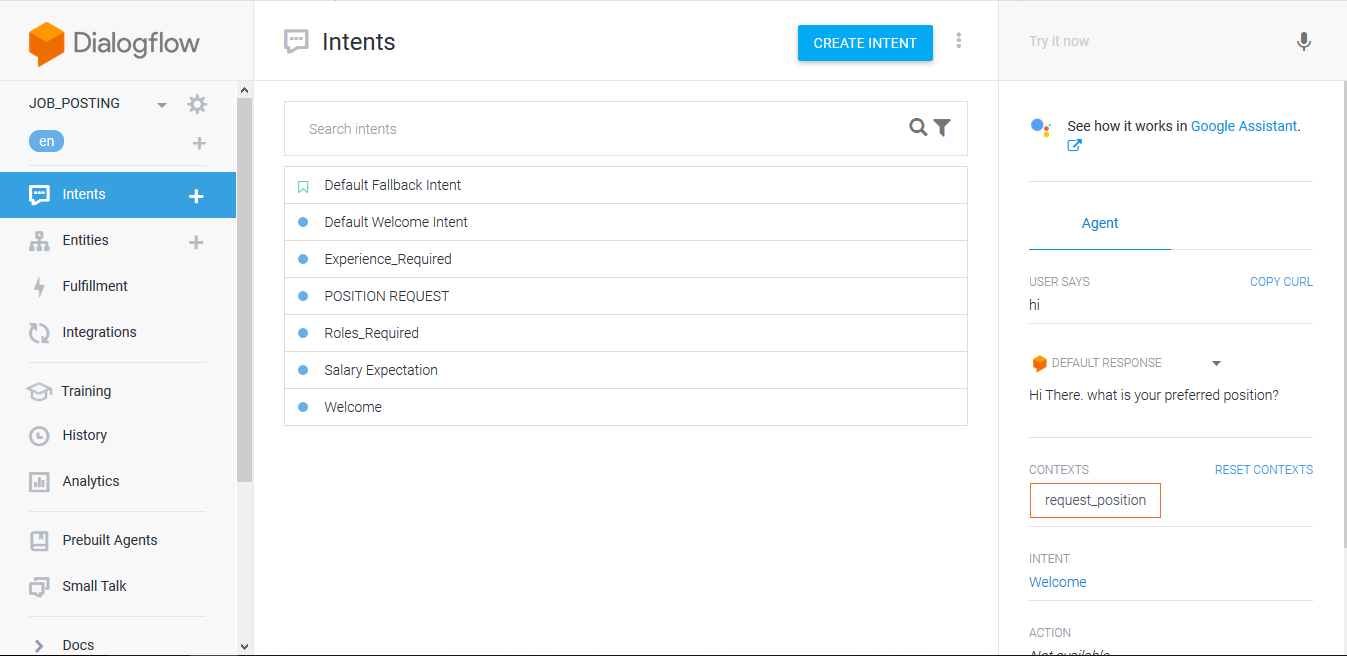 Dialogflow
JOB_POSTING
en
Intents
Entities
Fulfillment
Integrations
Training
History
Analytics
Prebuilt Agents
Small Talk
Docs
Intents
CREATE INTENT
Search intents
Default Fallback Intent
Default Welcome Intent
Experience_Required
POSITION REQUEST
Roles_Required
Salary Expectation
Welcome
Try it now
See how it works in Google Assistant.
Agent
USER SAYS COPY CURL
hi
DEFAULT RESPONSE
Hi There. what is your preferred position?
CONTEXTS RESET CONTEXTS
request_position
INTENT
Welcome
ACTION
Not available